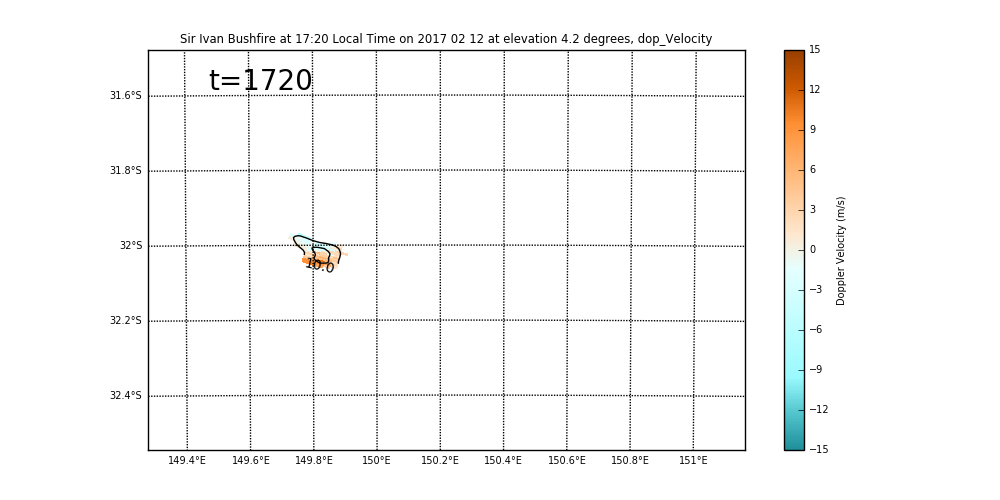 Sir Ivan Bushfire at 17:20 Local Time on 2017 02 12 at elevation 4.2 degrees, dop_Velocity
t=1720
31.6°S
31.8°S
32°S
32.2°S
32.4°S
10.0
149.4°E 149.6°E 149.8°E 150°E 150.2°E 150.4°E 150.6°E 150.8°E 151°E
15
12
9
6
3
0
−3
−6
−9
−12
−15
Doppler Velocity (m/s)